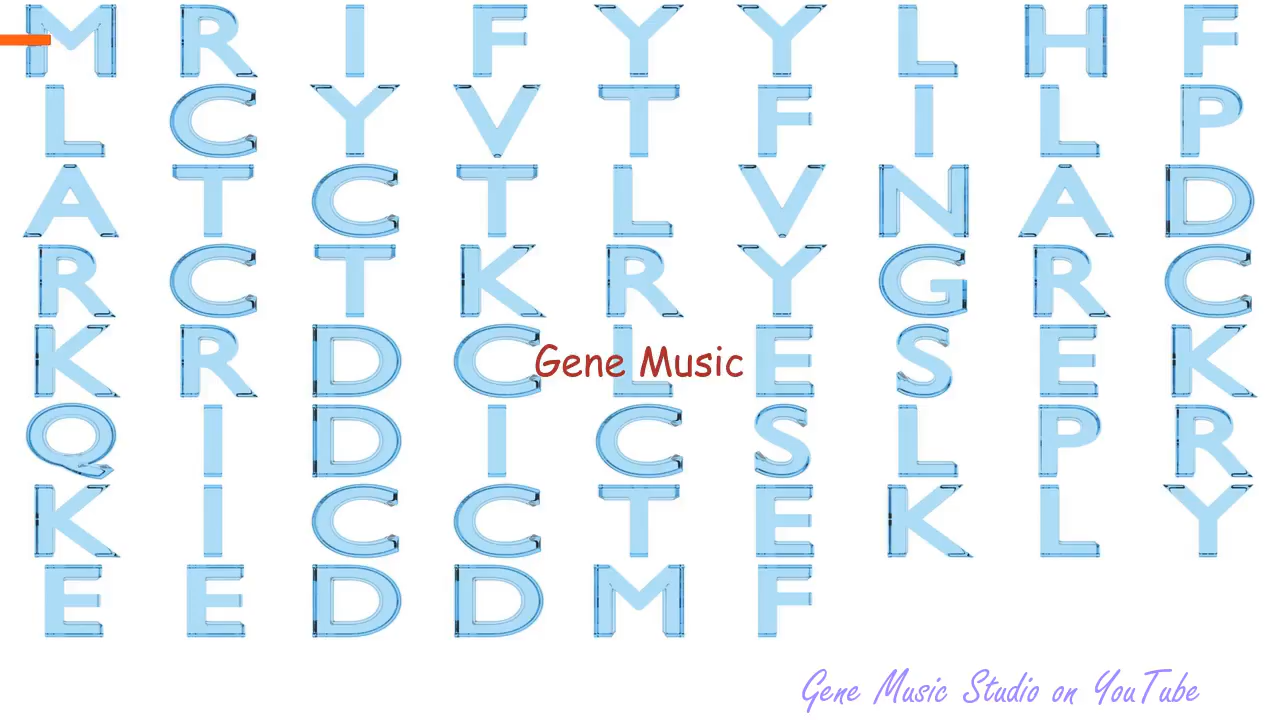 M R I F Y Y L H F
L C Y V T F I L P
A T C T L V N A D
R C T K R Y G R C
K R D C L E S E K
Gene Music
Q I D I C S L P R
K I C C T E K L Y
E E D D M F
Gene Music Studio on YouTube